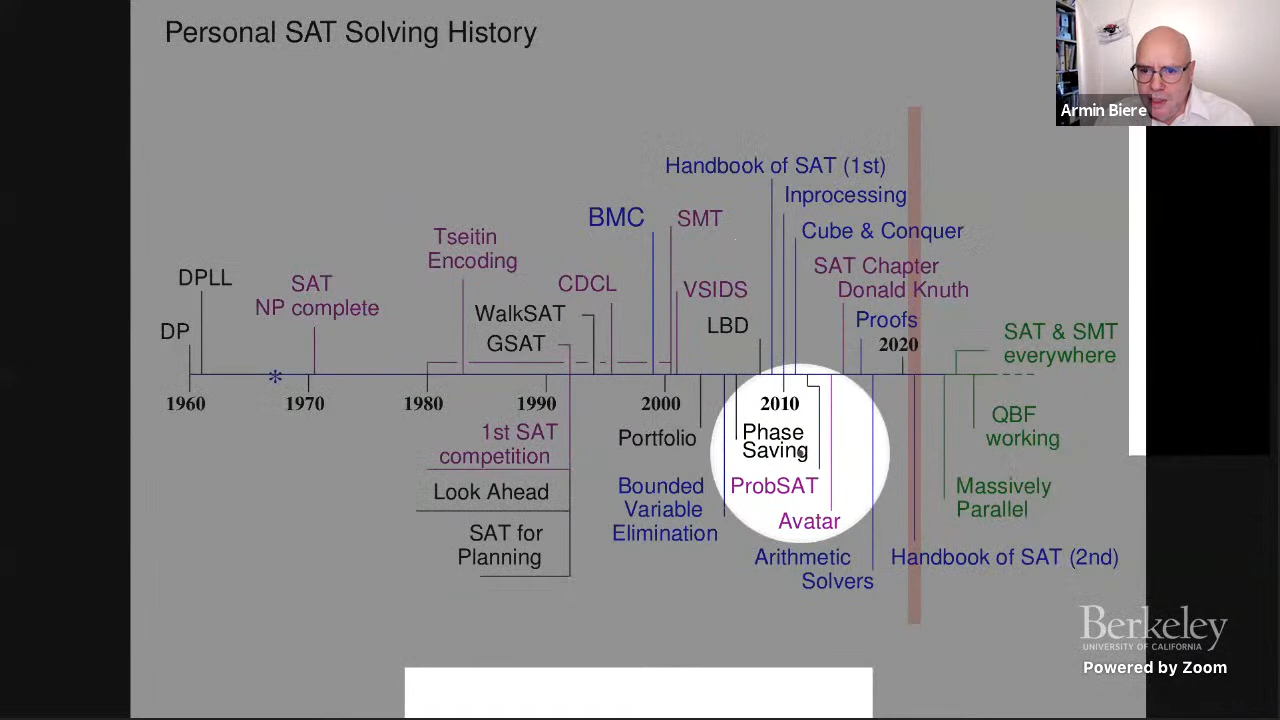 Personal SAT Solving History
Armin Biere
Handbook of SAT (1st)
Inprocessing
BMC
SMT
Cube & Conquer
Tseitin
Encoding
SAT Chapter
Donald Knuth
DPLL
SAT
NP complete
CDCL
VSIDS
WalkSAT
LBD
Proofs
DP
GSAT
2020
SAT & SMT
everywhere
*
1960
1970
1980
1990
2000
2010
1st SAT
competition
Portfolio
Phase
Saving
QBF
working
Look Ahead
Bounded
Variable
Elimination
ProbSAT
Massively
Parallel
SAT for
Planning
Avatar
Arithmetic
Solvers
Handbook of SAT (2nd)
Berkeley
UNIVERSITY OF CALIFORNIA
Powered by Zoom